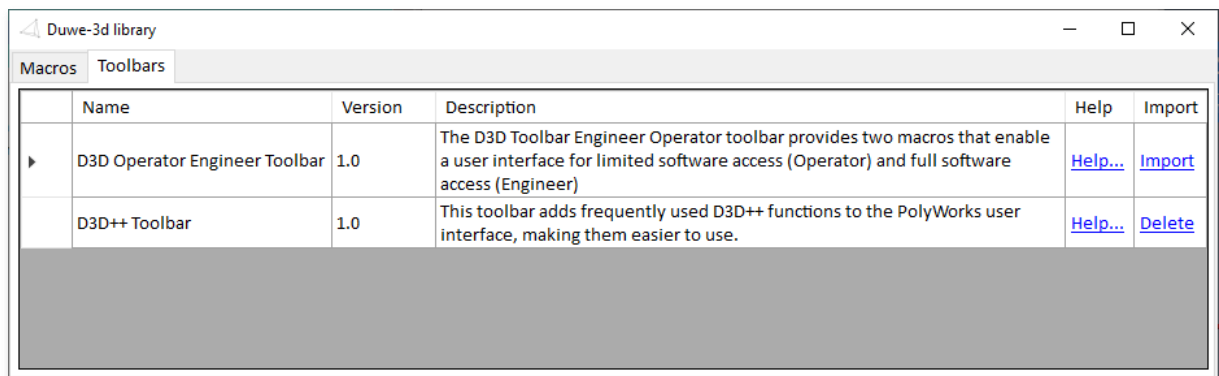 Duwe-3d library
Macros Toolbars
Name Version Description Help Import
The D3D Toolbar Engineer Operator toolbar provides two macros that enable
D3D Operator Engineer Toolbar 1.0 a user interface for limited software access (Operator) and full software Help... Import
access (Engineer)
This toolbar adds frequently used D3D++ functions to the PolyWorks user
D3D++ Toolbar 1.0 Help... Delete
interface, making them easier to use.